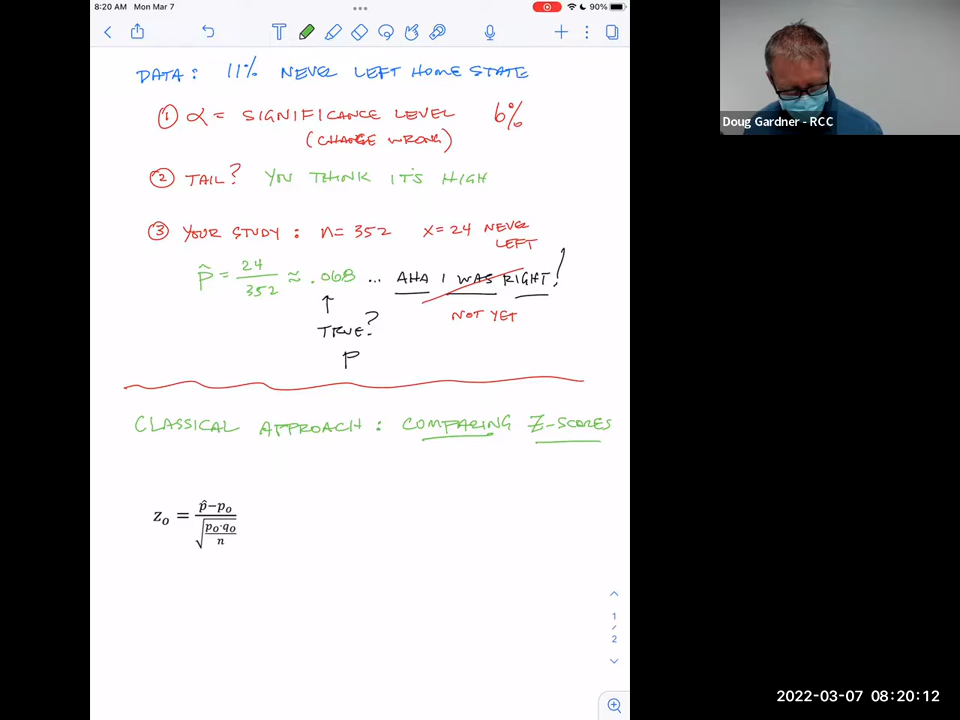 8:20 AM Mon Mar 7
90%
DATA: 11% NEVER LEFT HOME STATE
① α = SIGNIFICANCE LEVEL 6%
(CHANGE WRONG)
② TAIL? YOU THINK IT'S HIGH
③ YOUR STUDY: n=352 x=24 NEVER
LEFT
p̂ = 24/352 ≈ .068 ... AHA I WAS RIGHT!
NOT YET
TRUE?
P
CLASSICAL APPROACH: COMPARING Z-SCORES
z₀ = (p̂−p₀)/√(p₀·q₀/n)
1
/
2
Doug Gardner - RCC
2022-03-07 08:20:12